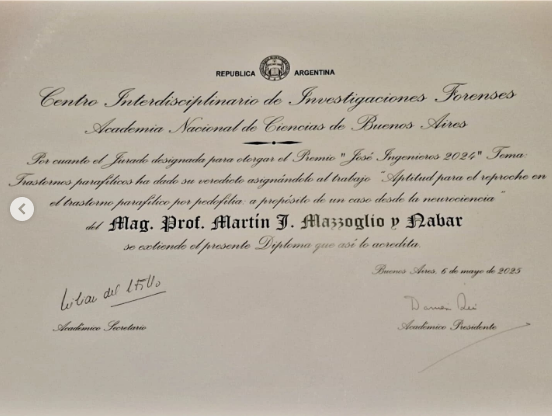 REPUBLICA ARGENTINA
Centro Interdisciplinario de Investigaciones Forenses
Academia Nacional de Ciencias de Buenos Aires
Por cuanto el Jurado designada para otorgar el Premio "José Ingenieros 2024" Tema:
Trastornos parafílicos ha dado su veredicto asignándolo al trabajo "Aptitud para el reproche en
el trastorno parafílico por pedofilia: a propósito de un caso desde la neurociencia"
del Mag. Prof. Martín J. Mazzoglio y Nabar
se extiende el presente Diploma que así lo acredita.
Buenos Aires, 6 de mayo de 2025
Académico Secretario
Académico Presidente